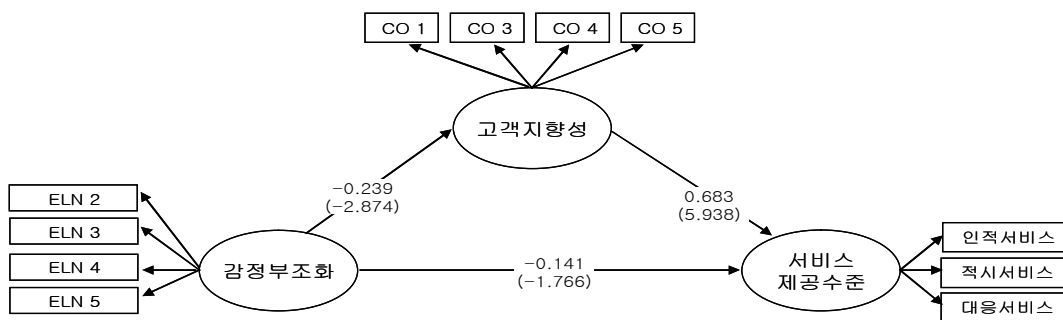 CO 1
CO 3
CO 4
CO 5
고객지향성
-0.239
(-2.874)
0.683
(5.938)
ELN 2
ELN 3
ELN 4
ELN 5
감정부조화
-0.141
(-1.766)
서비스
제공수준
인적서비스
적시서비스
대응서비스